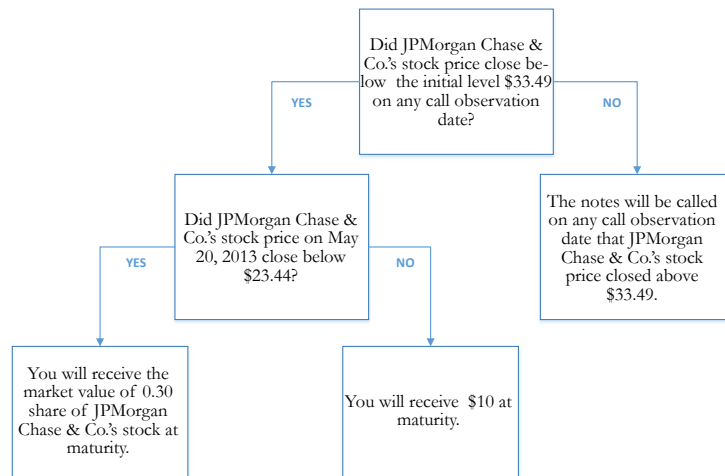 Did JPMorgan Chase &
Co.'s stock price close be-
low the initial level $33.49
on any call observation
date?
YES
NO
Did JPMorgan Chase &
Co.'s stock price on May
20, 2013 close below
$23.44?
The notes will be called
on any call observation
date that JPMorgan
Chase & Co.'s stock
price closed above
$33.49.
YES
NO
You will receive the
market value of 0.30
share of JPMorgan
Chase & Co.'s stock at
maturity.
You will receive $10 at
maturity.